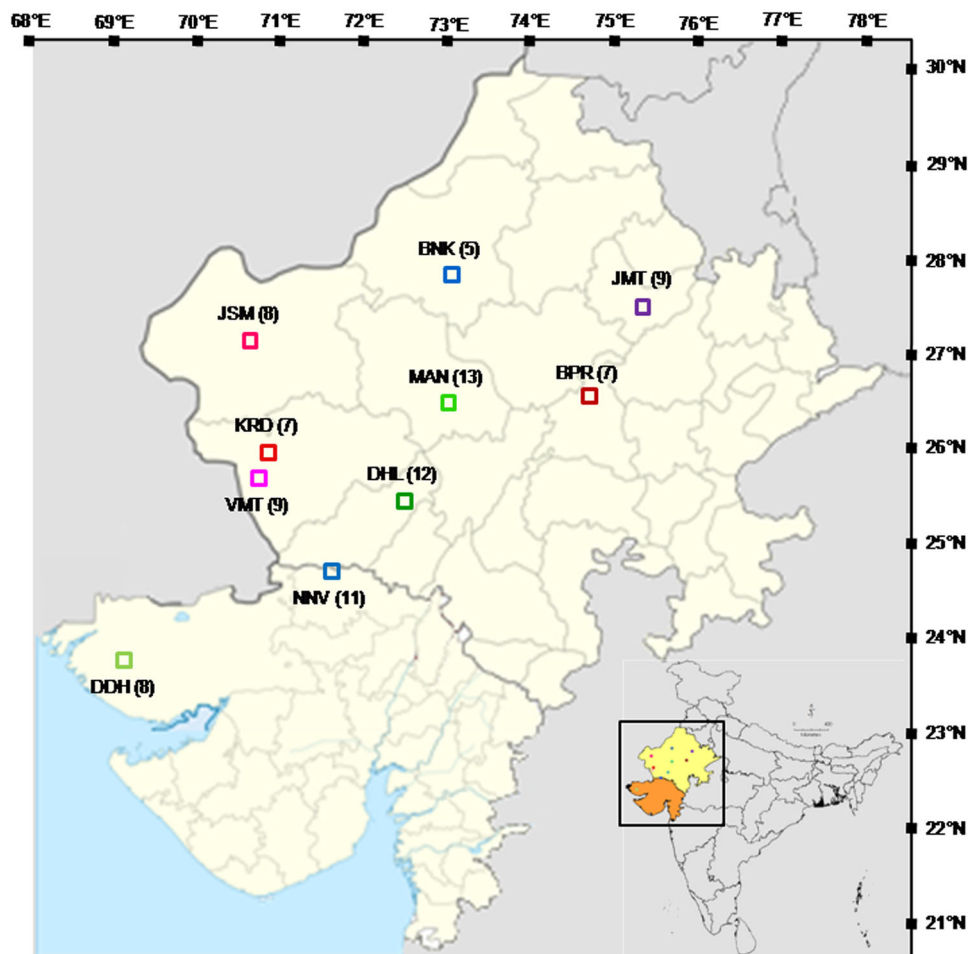 68°E 69°E 70°E 72°E 73°E 74°E 75°E 76°E 77°E 78°E
30°N
29°N
BNK (5)
28°N
JMT (9)
JSM (8)
27°N
MAN (13)
BPR (7)
KRD (7)
26°N
DHL (12)
VMT (9)
25°N
NNV (11)
24°N
DDH (8)
23°N
22°N
21°N